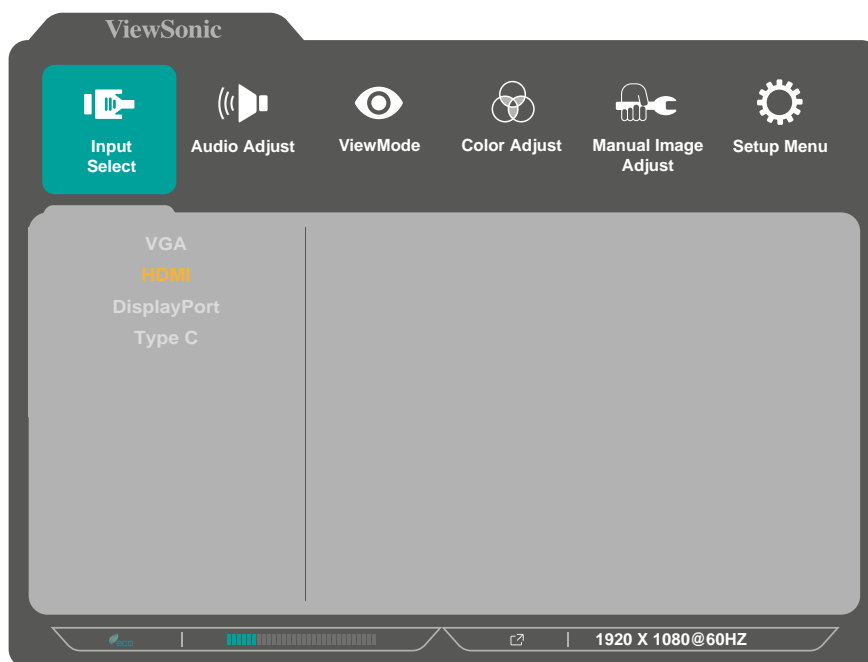 ViewSonic
Input
Select
Audio Adjust
ViewMode
Color Adjust
Manual Image
Adjust
Setup Menu
VGA
HDMI
DisplayPort
Type C
eco
1920 X 1080@60HZ